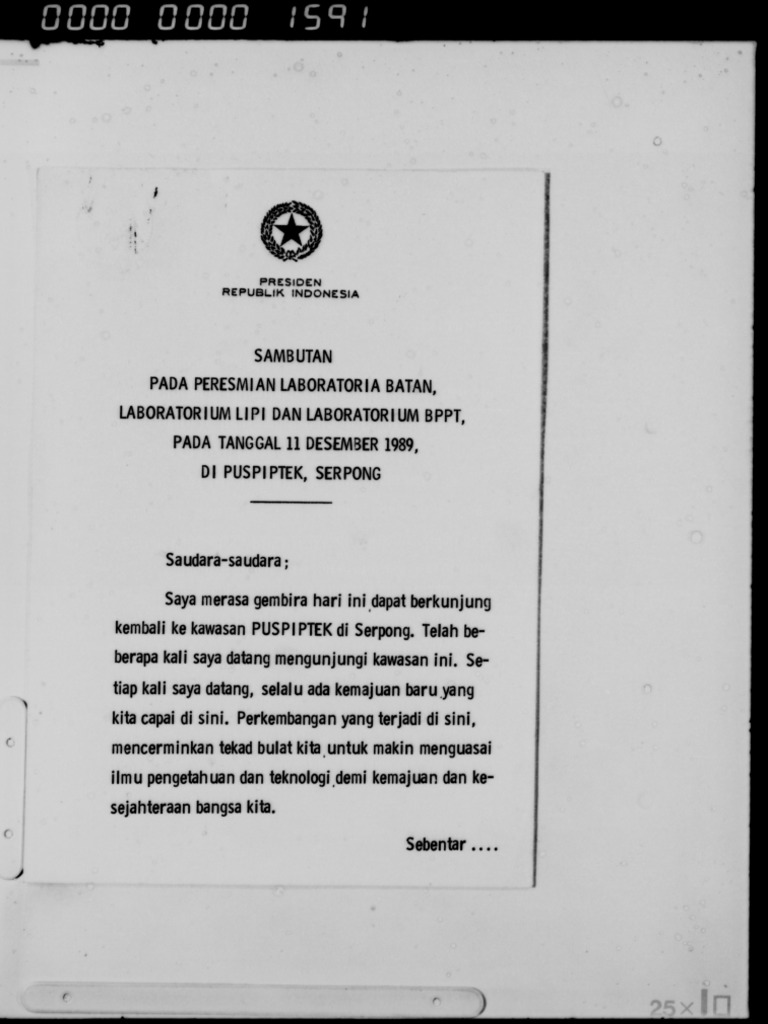 0000 0000 1591
PRESIDEN
REPUBLIK INDONESIA
SAMBUTAN
PADA PERESMIAN LABORATORIA BATAN,
LABORATORIUM LIPI DAN LABORATORIUM BPPT,
PADA TANGGAL 11 DESEMBER 1989,
DI PUSPIPTEK, SERPONG
Saudara-saudara;
Saya merasa gembira hari ini dapat berkunjung
kembali ke kawasan PUSPIPTEK di Serpong. Telah be-
berapa kali saya datang mengunjungi kawasan ini. Se-
tiap kali saya datang, selalu ada kemajuan baru yang
kita capai di sini. Perkembangan yang terjadi di sini,
mencerminkan tekad bulat kita untuk makin menguasai
ilmu pengetahuan dan teknologi demi kemajuan dan ke-
sejahteraan bangsa kita.
Sebentar ....
25×